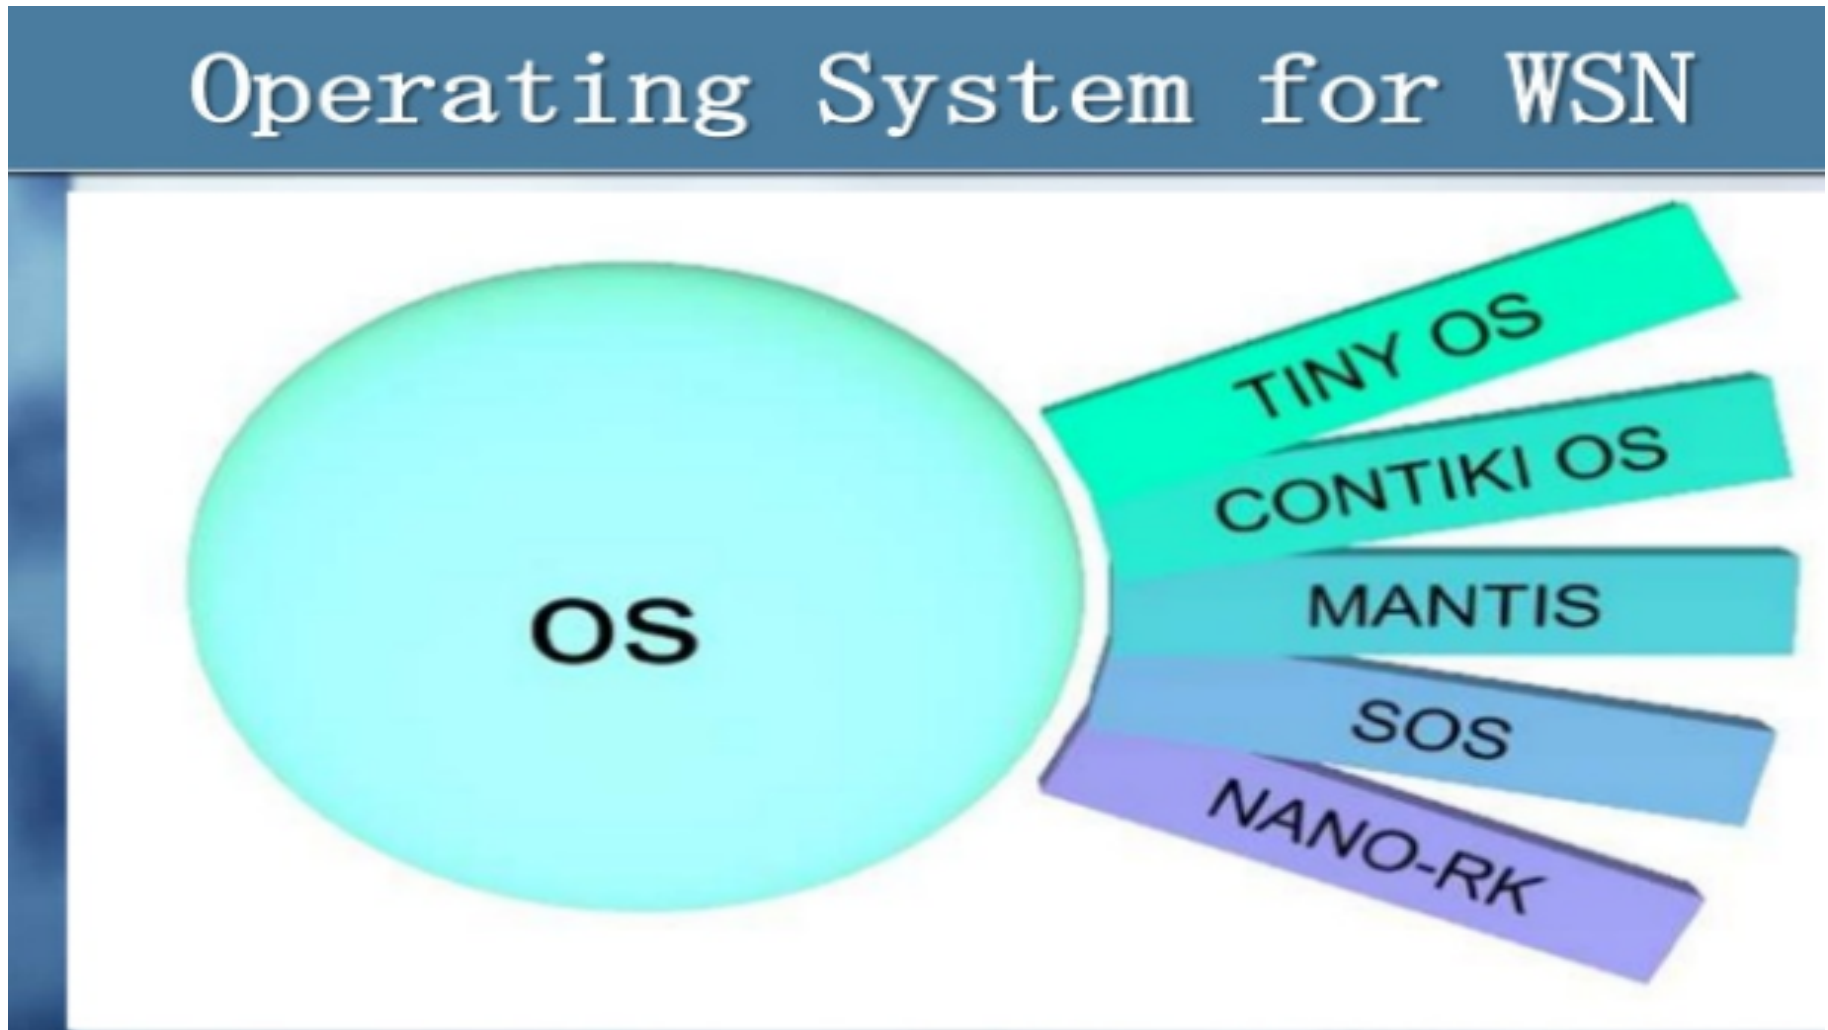 Operating System for WSN
OS
TINY OS
CONTIKI OS
MANTIS
SOS
NANO-RK